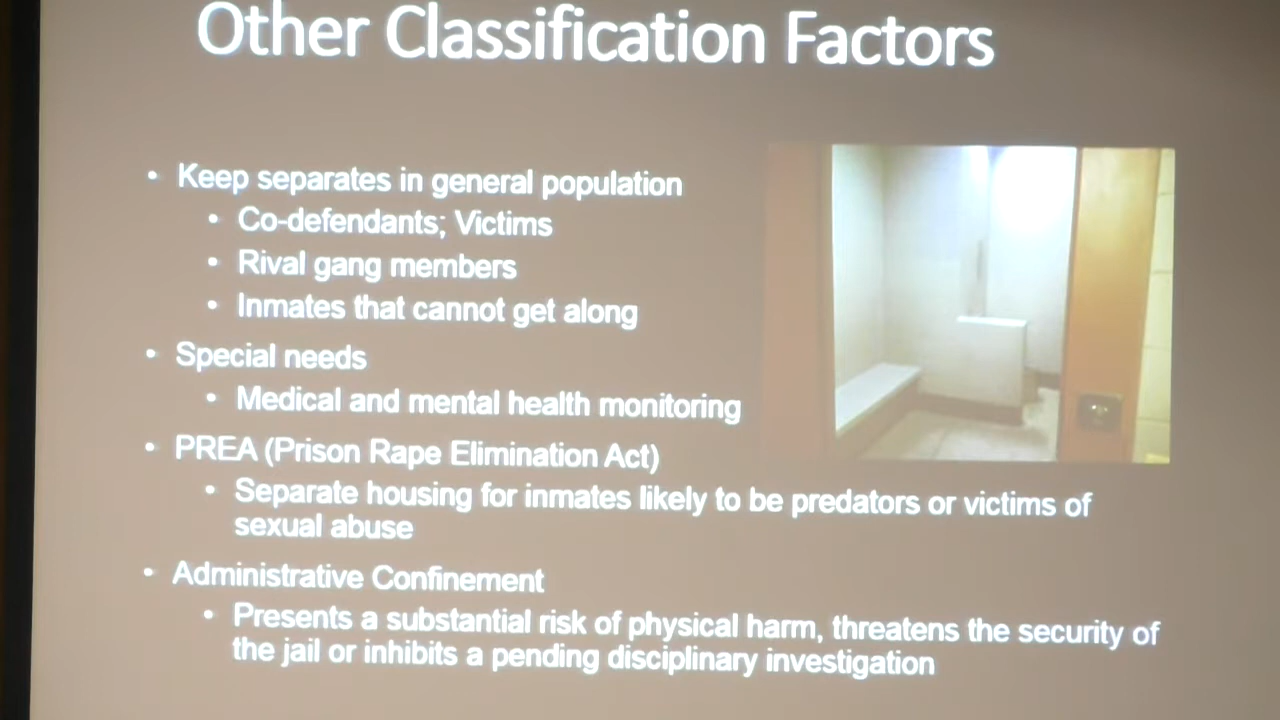 Other Classification Factors
• Keep separates in general population
• Co-defendants; Victims
• Rival gang members
• Inmates that cannot get along
• Special needs
• Medical and mental health monitoring
• PREA (Prison Rape Elimination Act)
• Separate housing for inmates likely to be predators or victims of
sexual abuse
• Administrative Confinement
• Presents a substantial risk of physical harm, threatens the security of
the jail or inhibits a pending disciplinary investigation